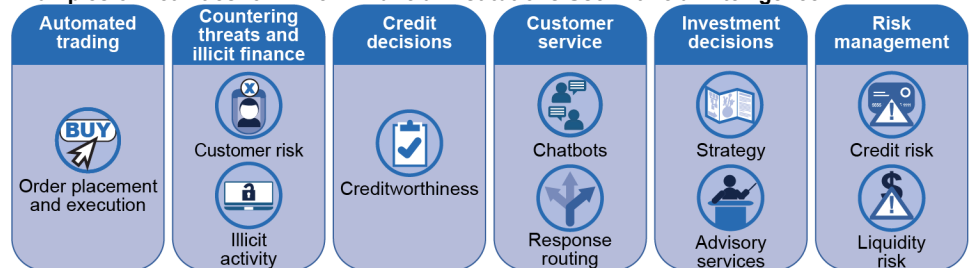 Automated
trading
BUY
Order placement
and execution
Countering
threats and
illicit finance
X
Customer risk
Illicit
activity
Credit
decisions
Creditworthiness
Customer
service
Chatbots
Response
routing
Investment
decisions
Strategy
Advisory
services
Risk
management
Credit risk
$
Liquidity
risk